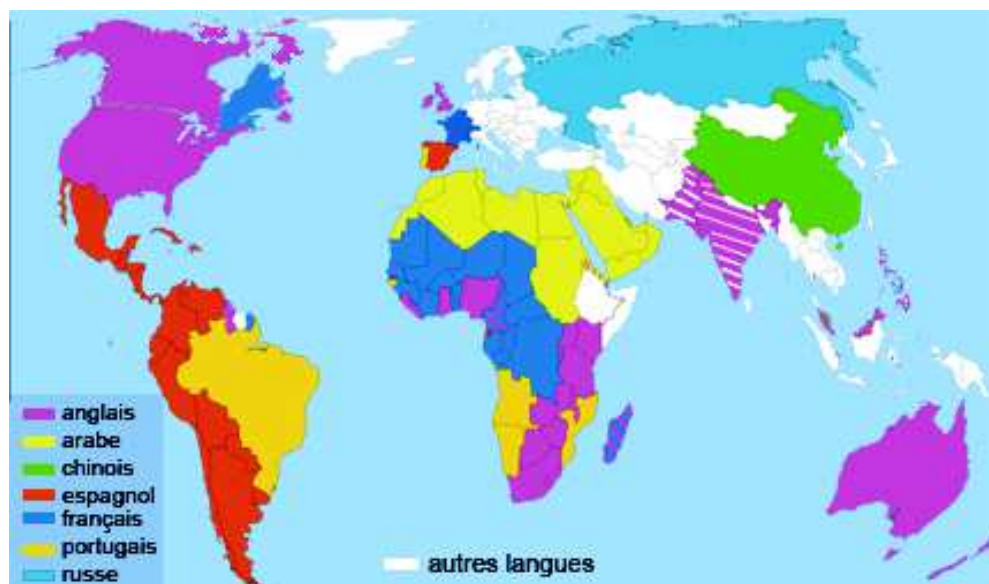 anglais
arabe
chinois
espagnol
français
portugais
russe
autres langues